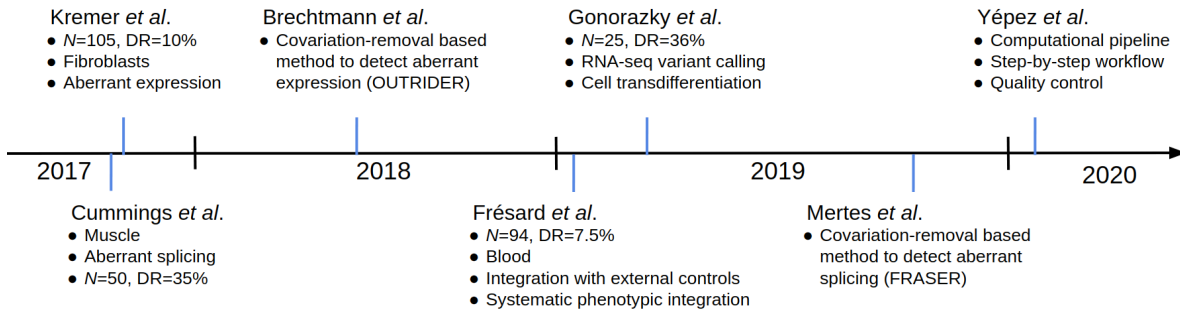 Kremer et al.
● N=105, DR=10%
● Fibroblasts
● Aberrant expression
Brechtmann et al.
● Covariation-removal based
method to detect aberrant
expression (OUTRIDER)
Gonorazky et al.
● N=25, DR=36%
● RNA-seq variant calling
● Cell transdifferentiation
Yépez et al.
● Computational pipeline
● Step-by-step workflow
● Quality control
2017
2018
2019
2020
Cummings et al.
● Muscle
● Aberrant splicing
● N=50, DR=35%
Frésard et al.
● N=94, DR=7.5%
● Blood
● Integration with external controls
● Systematic phenotypic integration
Mertes et al.
● Covariation-removal based
method to detect aberrant
splicing (FRASER)